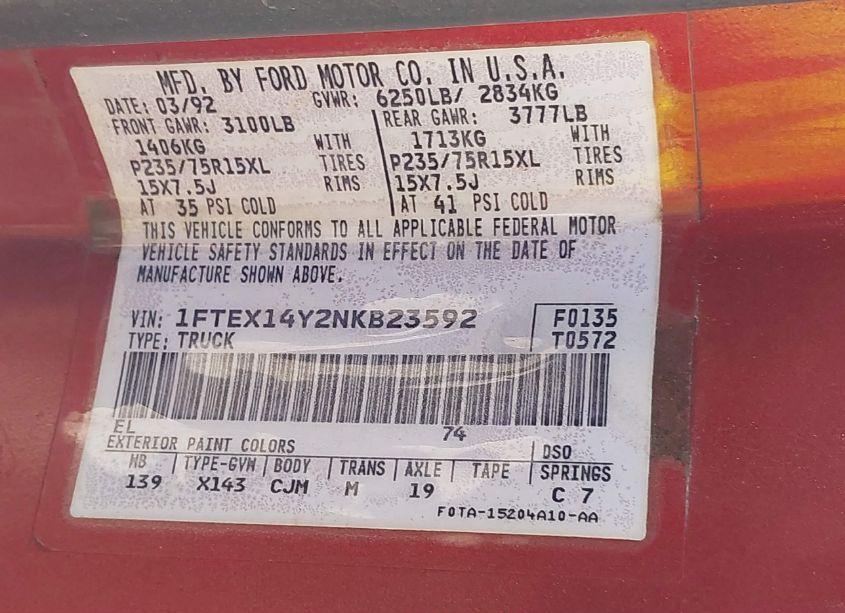 MFD. BY FORD MOTOR CO. IN U.S.A.
DATE: 03/92 GVWR: 6250LB/ 2834KG
FRONT GAWR: 3100LB REAR GAWR: 3777LB
1406KG WITH 1713KG WITH
P235/75R15XL TIRES P235/75R15XL TIRES
15X7.5J RIMS 15X7.5J RIMS
AT 35 PSI COLD AT 41 PSI COLD
THIS VEHICLE CONFORMS TO ALL APPLICABLE FEDERAL MOTOR
VEHICLE SAFETY STANDARDS IN EFFECT ON THE DATE OF
MANUFACTURE SHOWN ABOVE.
VIN: 1FTEX14Y2NKB23592 F0135
TYPE: TRUCK T0572
EL 74
EXTERIOR PAINT COLORS DSO
WB TYPE-GVW BODY TRANS AXLE TAPE SPRINGS
139 X143 CJM M 19 C 7
F0TA-15204A10-AA